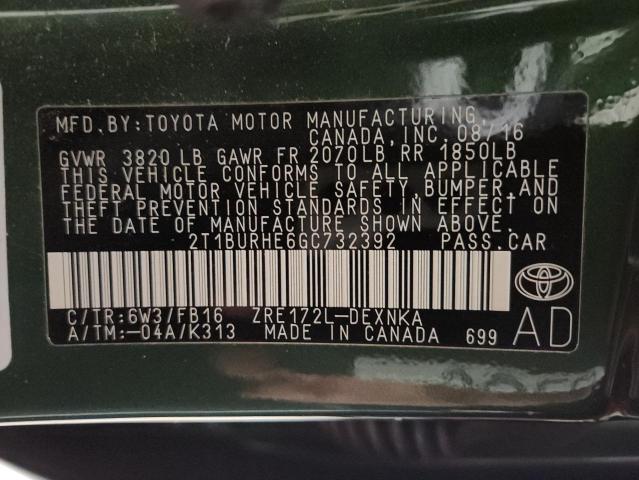 MFD. BY: TOYOTA MOTOR MANUFACTURING,
CANADA, INC. 08/16
GVWR 3820 LB GAWR FR 2070LB RR 1850LB
THIS VEHICLE CONFORMS TO ALL APPLICABLE
FEDERAL MOTOR VEHICLE SAFETY, BUMPER, AND
THEFT PREVENTION STANDARDS IN EFFECT ON
THE DATE OF MANUFACTURE SHOWN ABOVE.
2T1BURHE6GC732392 PASS.CAR
C/TR:6W3/FB16 ZRE172L-DEXNKA
A/TM:-04A/K313 MADE IN CANADA 699
AD